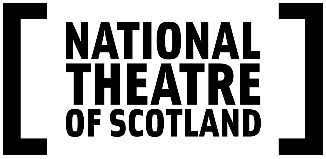 NATIONAL
THEATRE
OF SCOTLAND